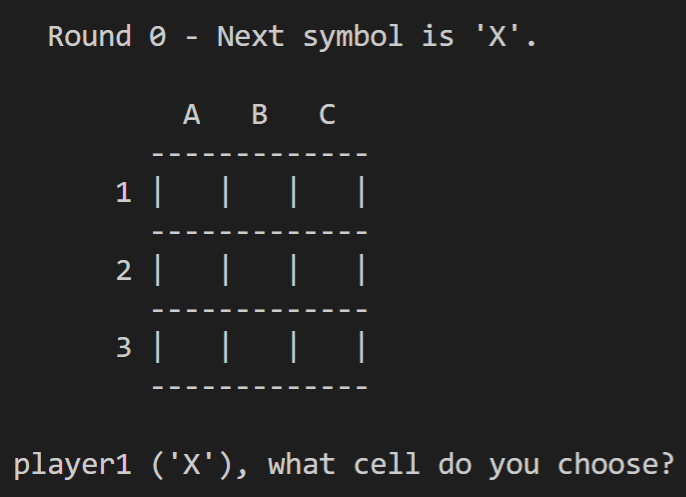 Round 0 - Next symbol is 'X'.
A B C
-------------
1 |   |   |   |
-------------
2 |   |   |   |
-------------
3 |   |   |   |
-------------
player1 ('X'), what cell do you choose?